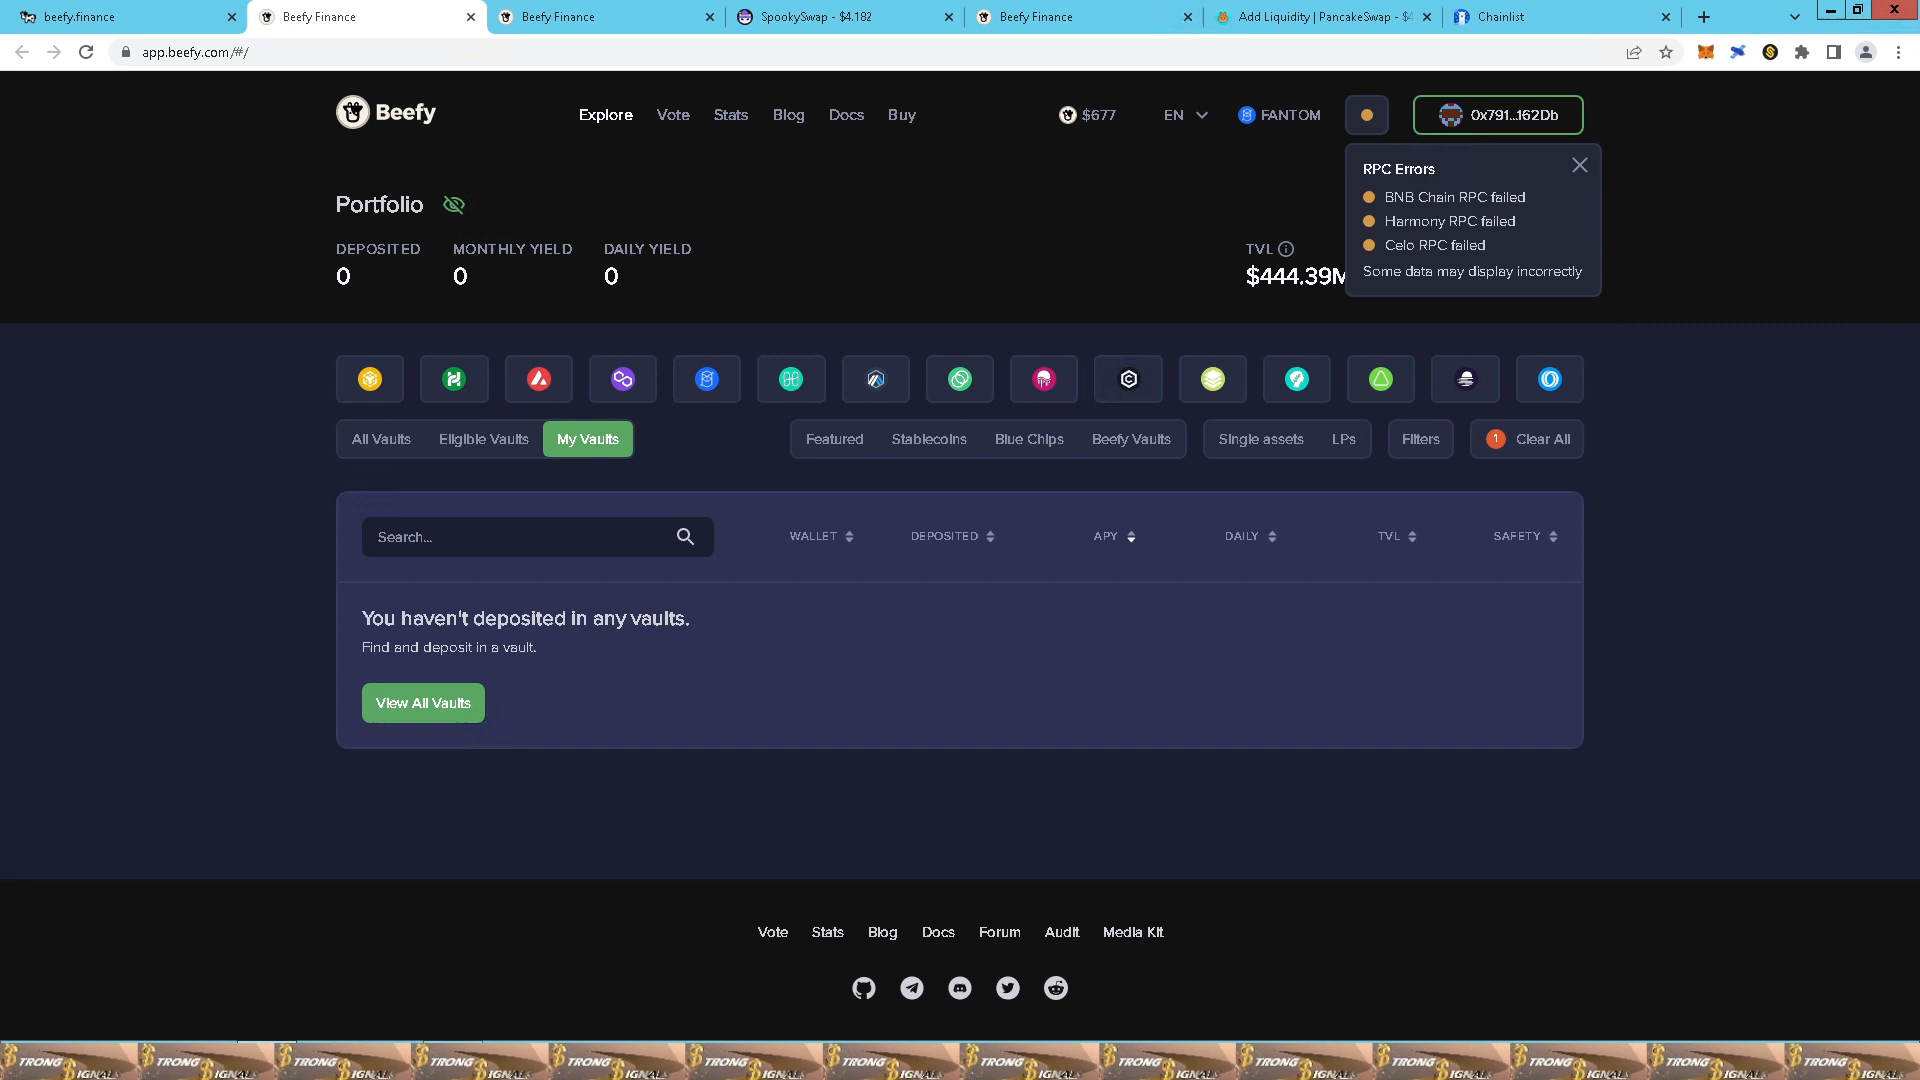 beefy.finance
Beefy Finance
Beefy Finance
SpookySwap - $4.182
Beefy Finance
Add Liquidity | PancakeSwap - $4
Chainlist
app.beefy.com/#/
Beefy
Explore
Vote
Stats
Blog
Docs
Buy
$677
EN
FANTOM
0x791...162Db
RPC Errors
BNB Chain RPC failed
Harmony RPC failed
Celo RPC failed
Some data may display incorrectly
Portfolio
DEPOSITED
MONTHLY YIELD
DAILY YIELD
TVL
0
0
0
$444.39M
All Vaults
Eligible Vaults
My Vaults
Featured
Stablecoins
Blue Chips
Beefy Vaults
Single assets
LPs
Filters
1
Clear All
Search...
WALLET
DEPOSITED
APY
DAILY
TVL
SAFETY
You haven't deposited in any vaults.
Find and deposit in a vault.
View All Vaults
Vote
Stats
Blog
Docs
Forum
Audit
Media Kit